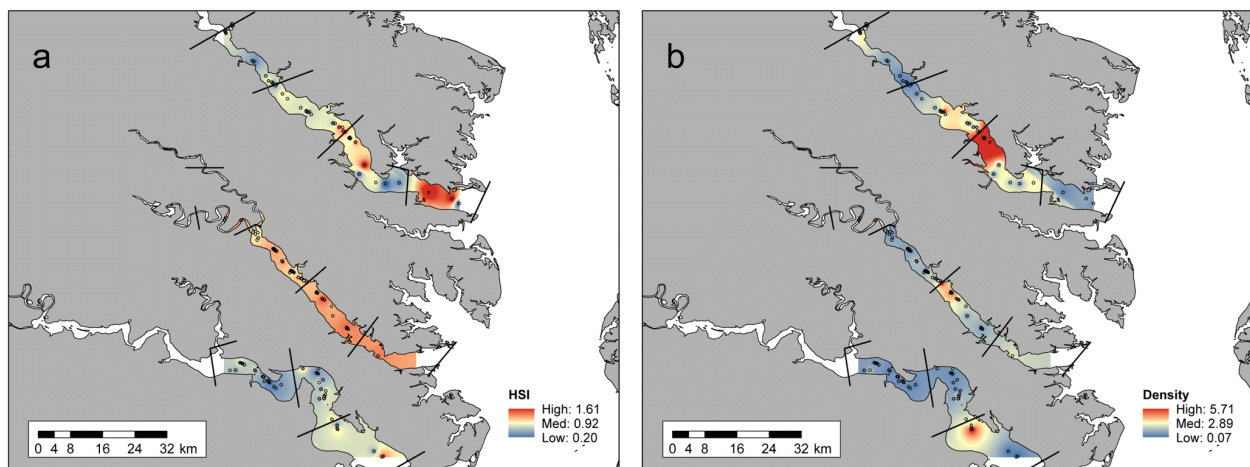 a
HSI
High: 1.61
Med: 0.92
Low: 0.20
0 4 8 16 24 32 km
b
Density
High: 5.71
Med: 2.89
Low: 0.07
0 4 8 16 24 32 km